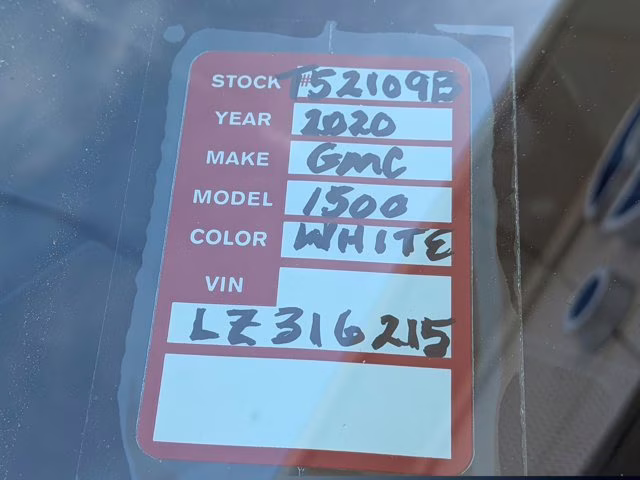 STOCK # T52109B
YEAR 2020
MAKE GMC
MODEL 1500
COLOR WHITE
VIN
LZ316215